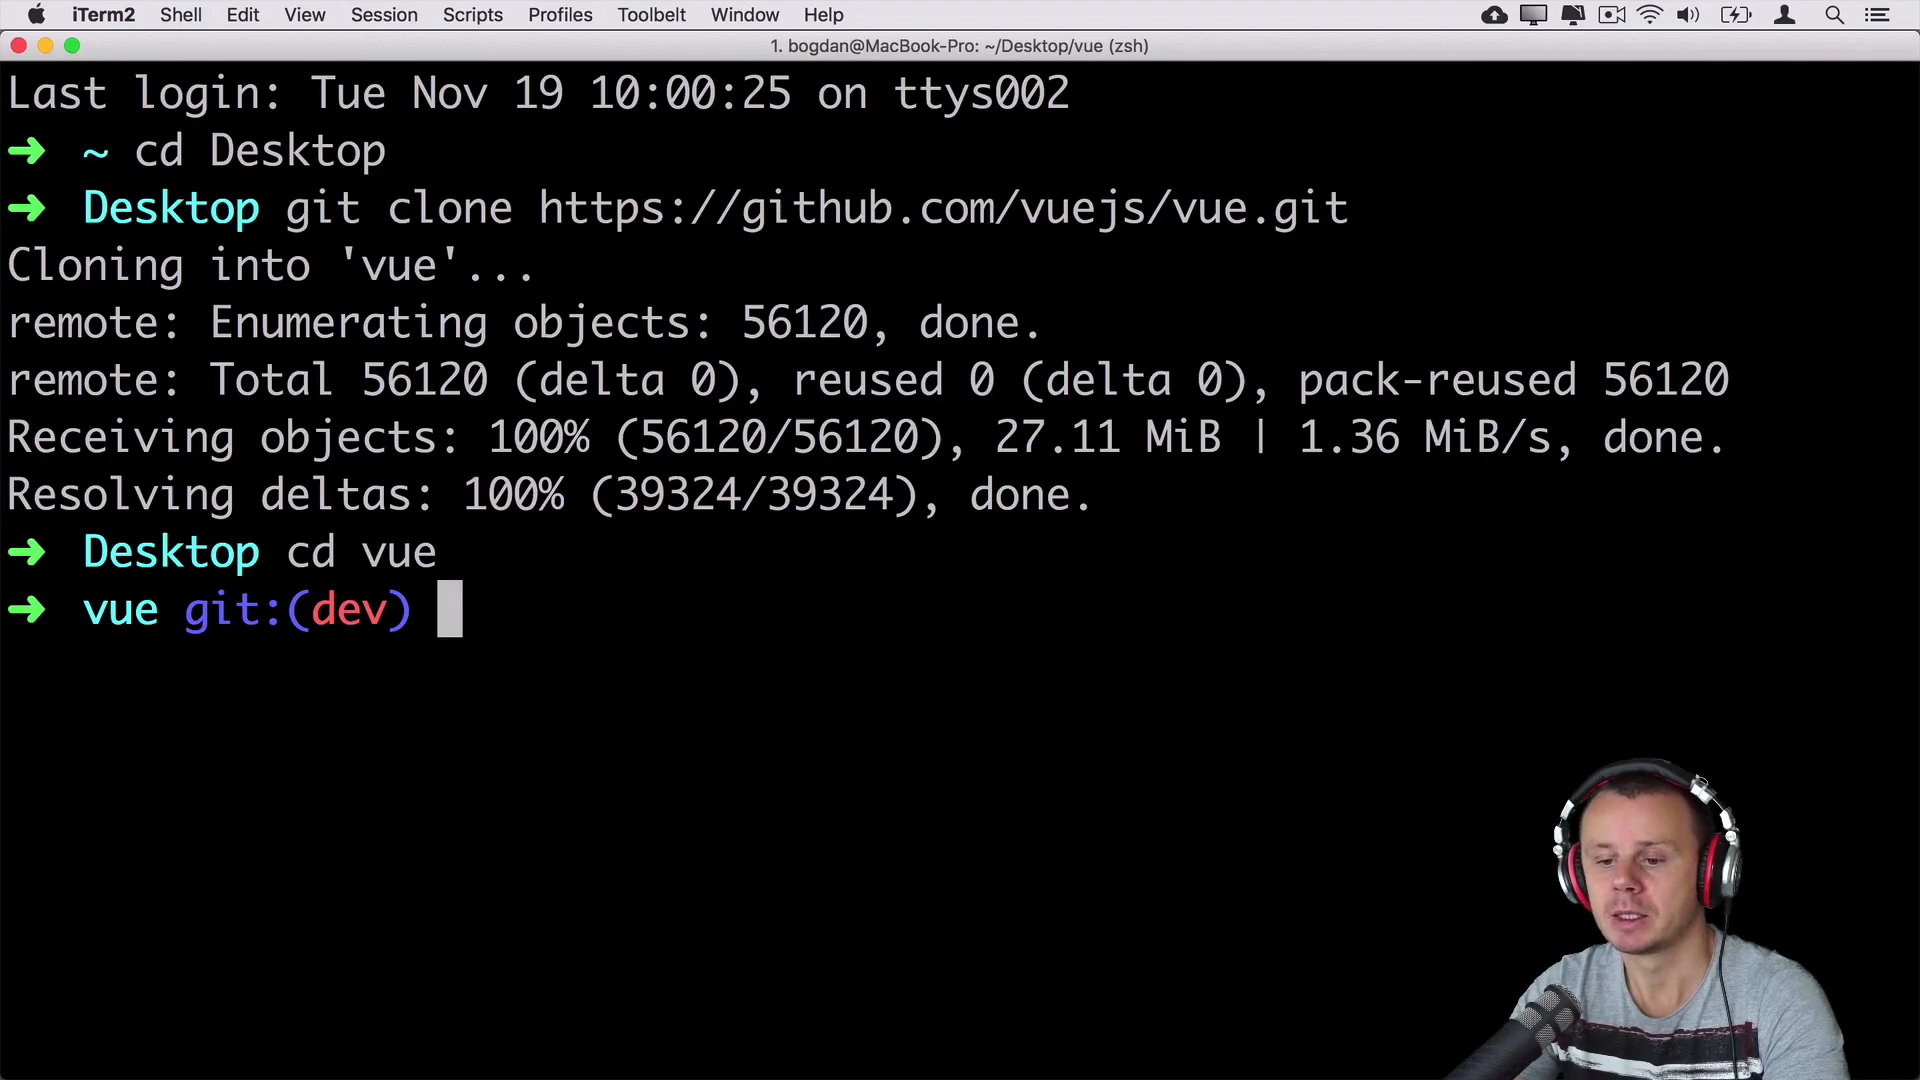 iTerm2 Shell Edit View Session Scripts Profiles Toolbelt Window Help
1. bogdan@MacBook-Pro: ~/Desktop/vue (zsh)
Last login: Tue Nov 19 10:00:25 on ttys002
➜ ~ cd Desktop
➜ Desktop git clone https://github.com/vuejs/vue.git
Cloning into 'vue'...
remote: Enumerating objects: 56120, done.
remote: Total 56120 (delta 0), reused 0 (delta 0), pack-reused 56120
Receiving objects: 100% (56120/56120), 27.11 MiB | 1.36 MiB/s, done.
Resolving deltas: 100% (39324/39324), done.
➜ Desktop cd vue
➜ vue git:(dev)